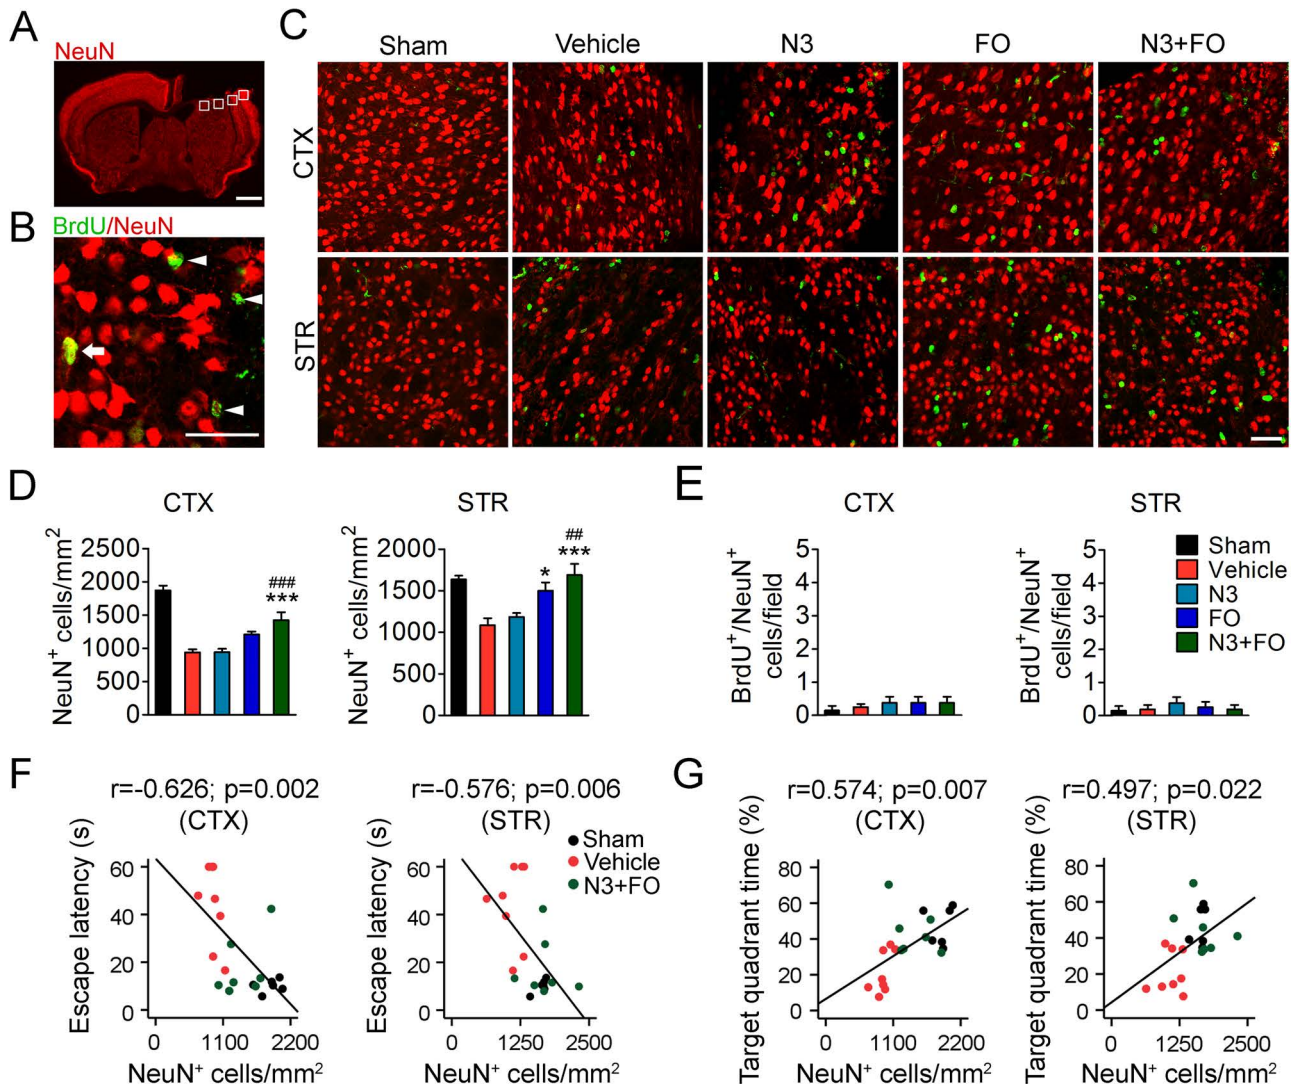 A
NeuN
B
BrdU/NeuN
C
Sham
Vehicle
N3
FO
N3+FO
CTX
STR
D
CTX
NeuN⁺ cells/mm²
2500
2000
1500
1000
500
0
###
***
STR
NeuN⁺ cells/mm²
2000
1500
1000
500
0
*
##
***
E
CTX
BrdU⁺/NeuN⁺
cells/field
5
4
3
2
1
0
STR
BrdU⁺/NeuN⁺
cells/field
5
4
3
2
1
0
Sham
Vehicle
N3
FO
N3+FO
F
r=-0.626; p=0.002
(CTX)
Escape latency (s)
60
40
20
0
0 1100 2200
NeuN⁺ cells/mm²
r=-0.576; p=0.006
(STR)
Sham
Vehicle
N3+FO
Escape latency (s)
60
40
20
0
0 1250 2500
NeuN⁺ cells/mm²
G
r=0.574; p=0.007
(CTX)
Target quadrant time (%)
80
60
40
20
0
0 1100 2200
NeuN⁺ cells/mm²
r=0.497; p=0.022
(STR)
Target quadrant time (%)
80
60
40
20
0
0 1250 2500
NeuN⁺ cells/mm²